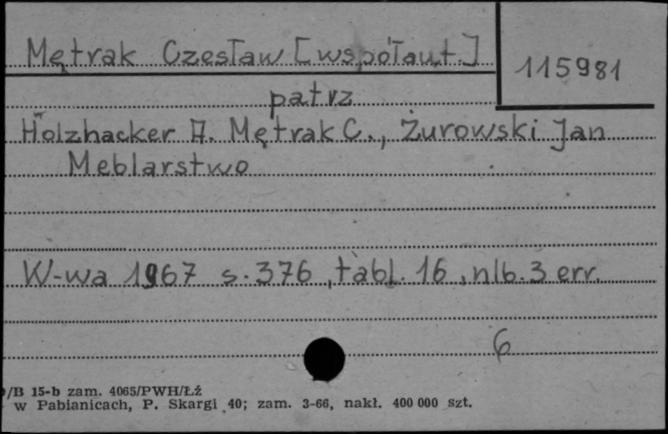 Mętrak Czesław [współaut.]
115981
patrz
Holzhacker A. Mętrak C., Żurowski Jan
Meblarstwo
W-wa 1967 s. 376, tabl. 16, nlb. 3 err.
6
/B 15-b zam. 4065/PWH/Łź
w Pabianicach, P. Skargi 40; zam. 3-66, nakł. 400 000 szt.